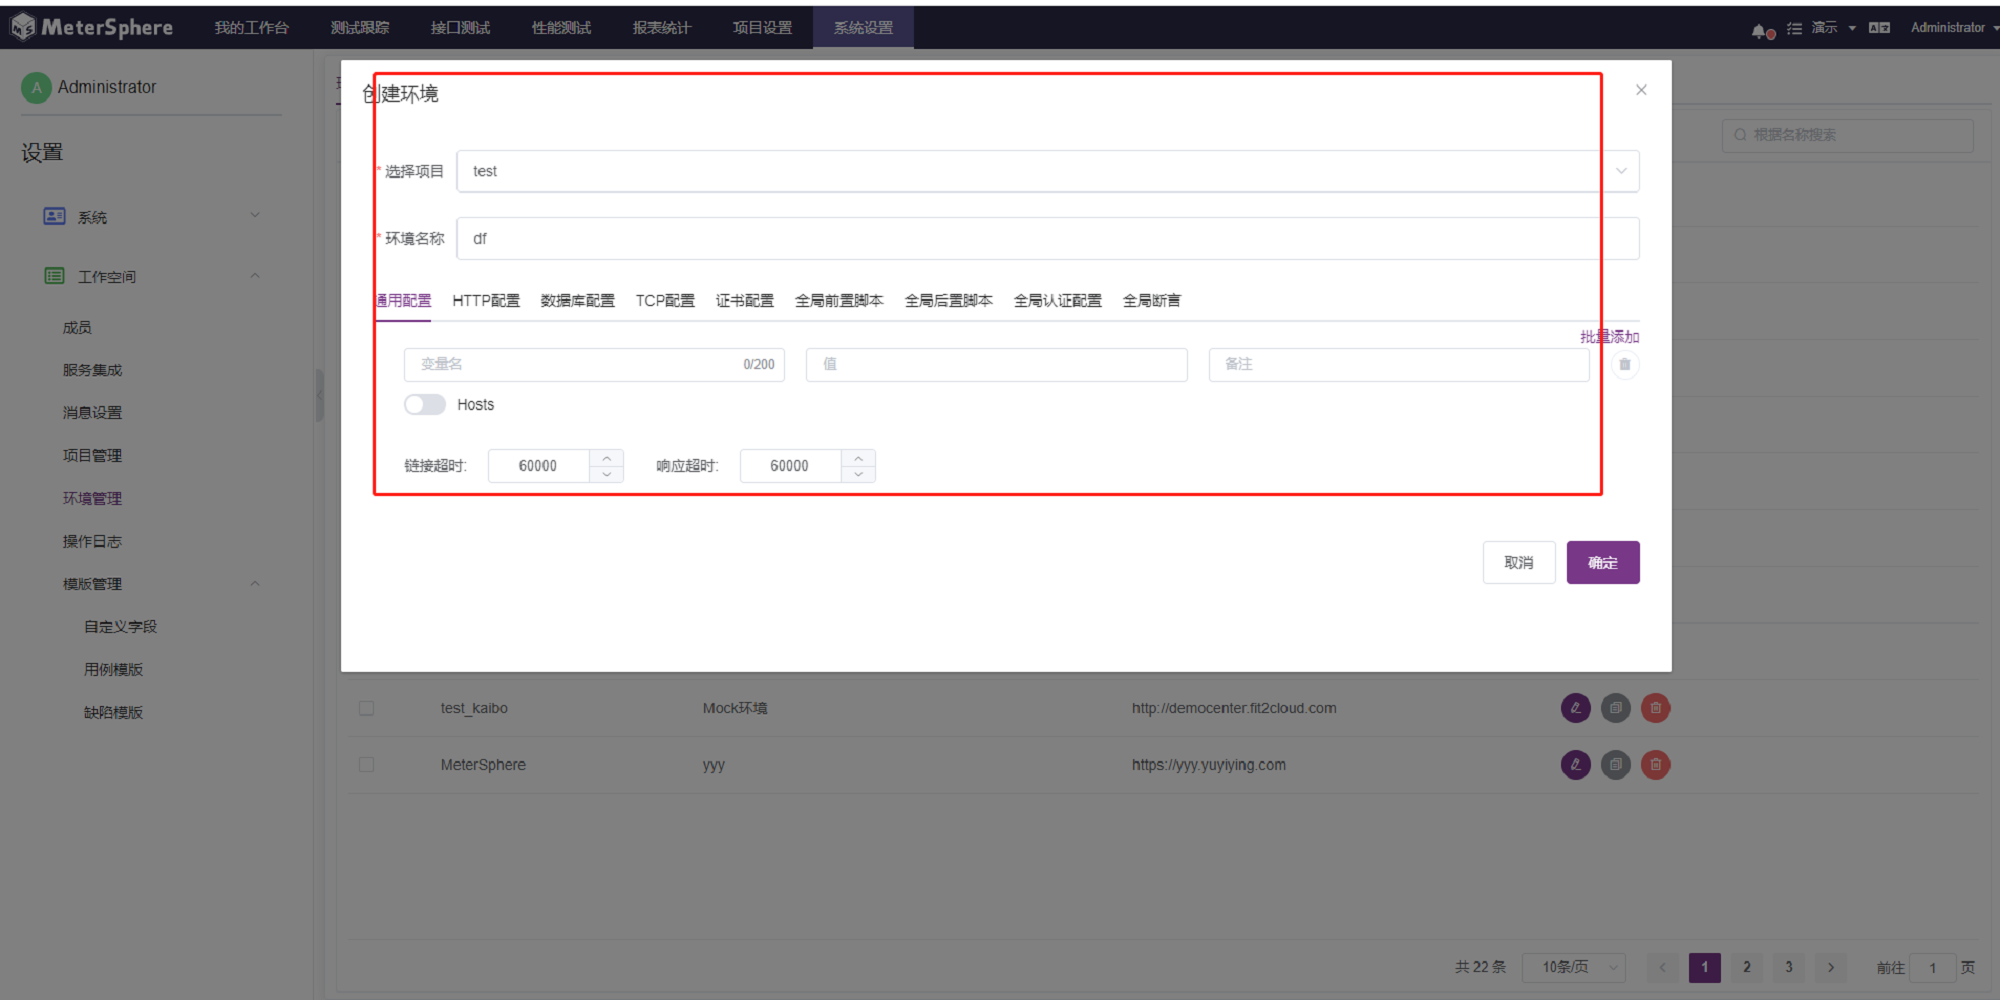 MeterSphere 我的工作台 测试跟踪 接口测试 性能测试 报表统计 项目设置 系统设置 演示 Administrator
A Administrator
设置
系统
工作空间
成员
服务集成
消息设置
项目管理
环境管理
操作日志
模版管理
自定义字段
用例模版
缺陷模版
根据名称搜索
创建环境
* 选择项目 test
* 环境名称 df
通用配置 HTTP配置 数据库配置 TCP配置 证书配置 全局前置脚本 全局后置脚本 全局认证配置 全局断言
批量添加
变量名 0/200 值 备注
Hosts
链接超时: 60000 响应超时: 60000
取消 确定
test_kaibo Mock环境 http://democenter.fit2cloud.com
MeterSphere yyy https://yyy.yuyiying.com
共 22 条 10条/页 1 2 3 前往 1 页